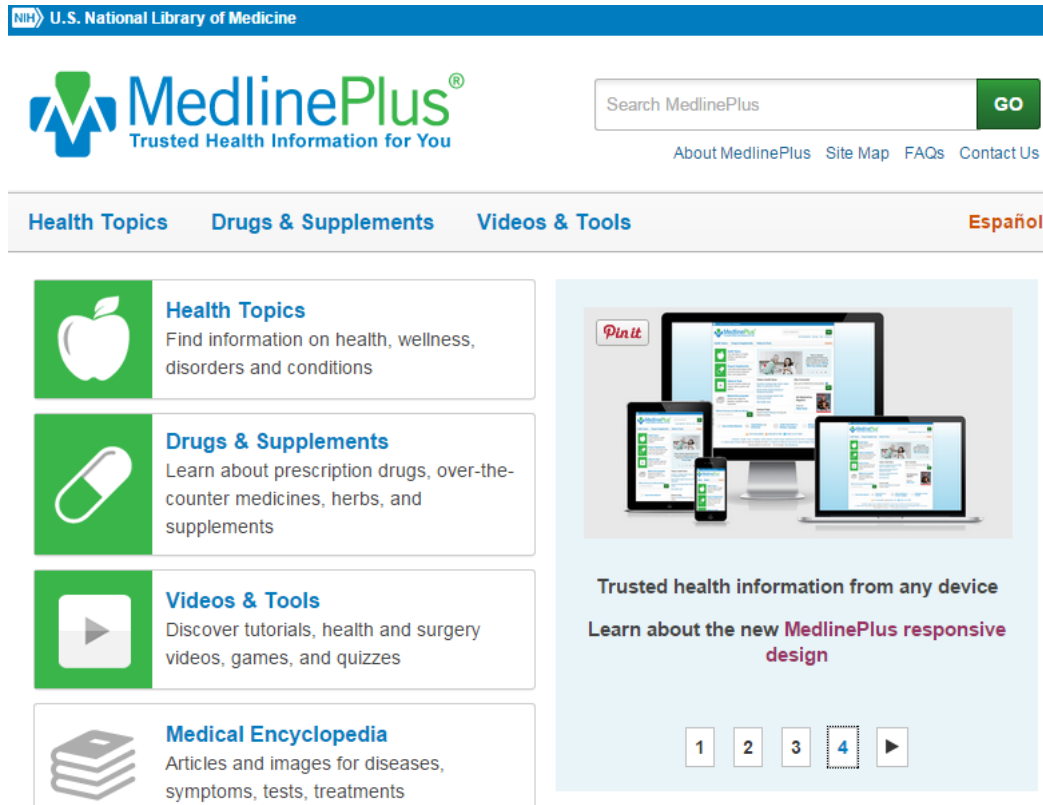 NIH U.S. National Library of Medicine
MedlinePlus®
Trusted Health Information for You
Search MedlinePlus
GO
About MedlinePlus Site Map FAQs Contact Us
Health Topics Drugs & Supplements Videos & Tools Español
Health Topics
Find information on health, wellness,
disorders and conditions
Drugs & Supplements
Learn about prescription drugs, over-the-
counter medicines, herbs, and
supplements
Videos & Tools
Discover tutorials, health and surgery
videos, games, and quizzes
Medical Encyclopedia
Articles and images for diseases,
symptoms, tests, treatments
Pin it
Trusted health information from any device
Learn about the new MedlinePlus responsive
design
1 2 3 4